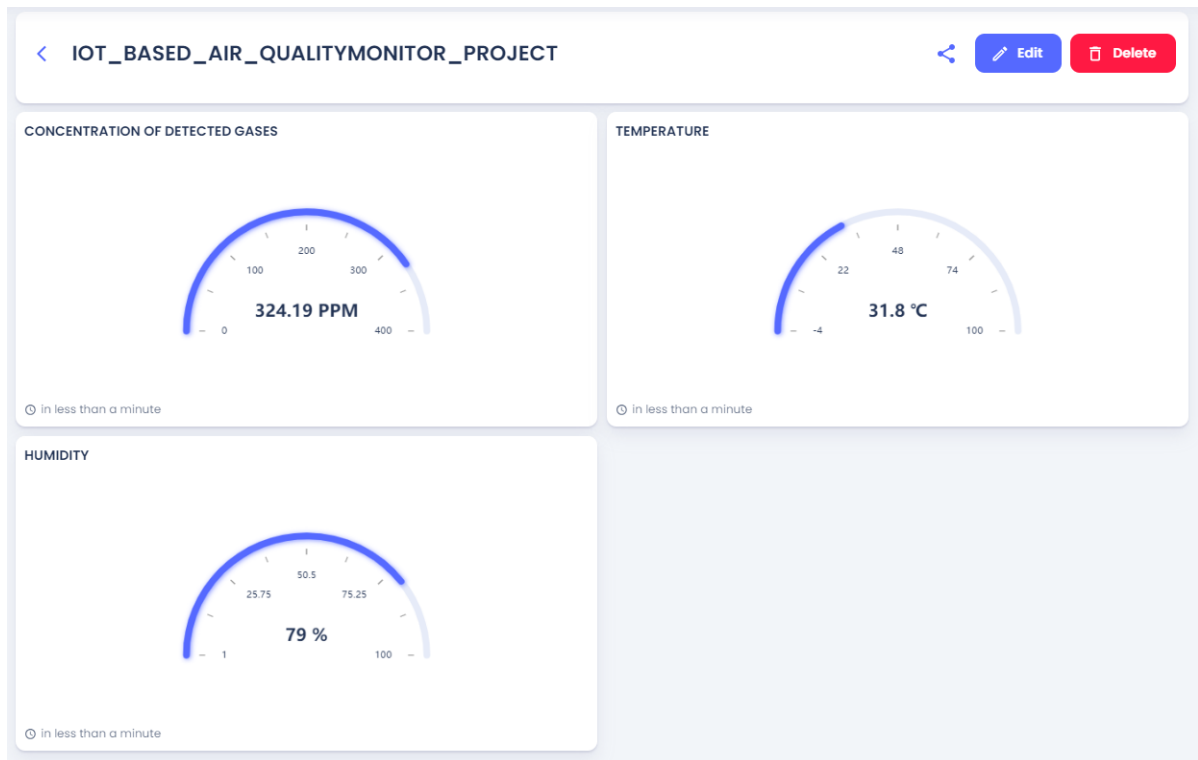 IOT_BASED_AIR_QUALITYMONITOR_PROJECT
Edit
Delete
CONCENTRATION OF DETECTED GASES
200
100
300
324.19 PPM
0
400
in less than a minute
TEMPERATURE
48
22
74
31.8 ℃
-4
100
in less than a minute
HUMIDITY
50.5
25.75
75.25
79 %
1
100
in less than a minute